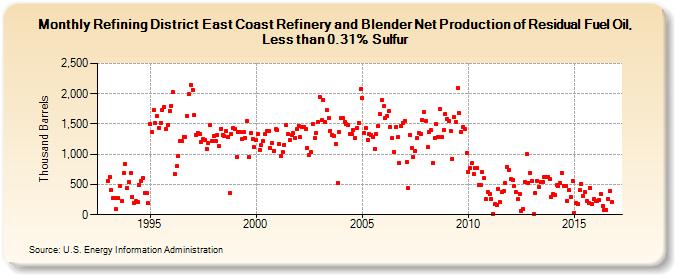 Monthly Refining District East Coast Refinery and Blender Net Production of Residual Fuel Oil,
Less than 0.31% Sulfur
Thousand Barrels
2,500
2,000
1,500
1,000
500
0
1995
2000
2005
2010
2015
Source: U.S. Energy Information Administration